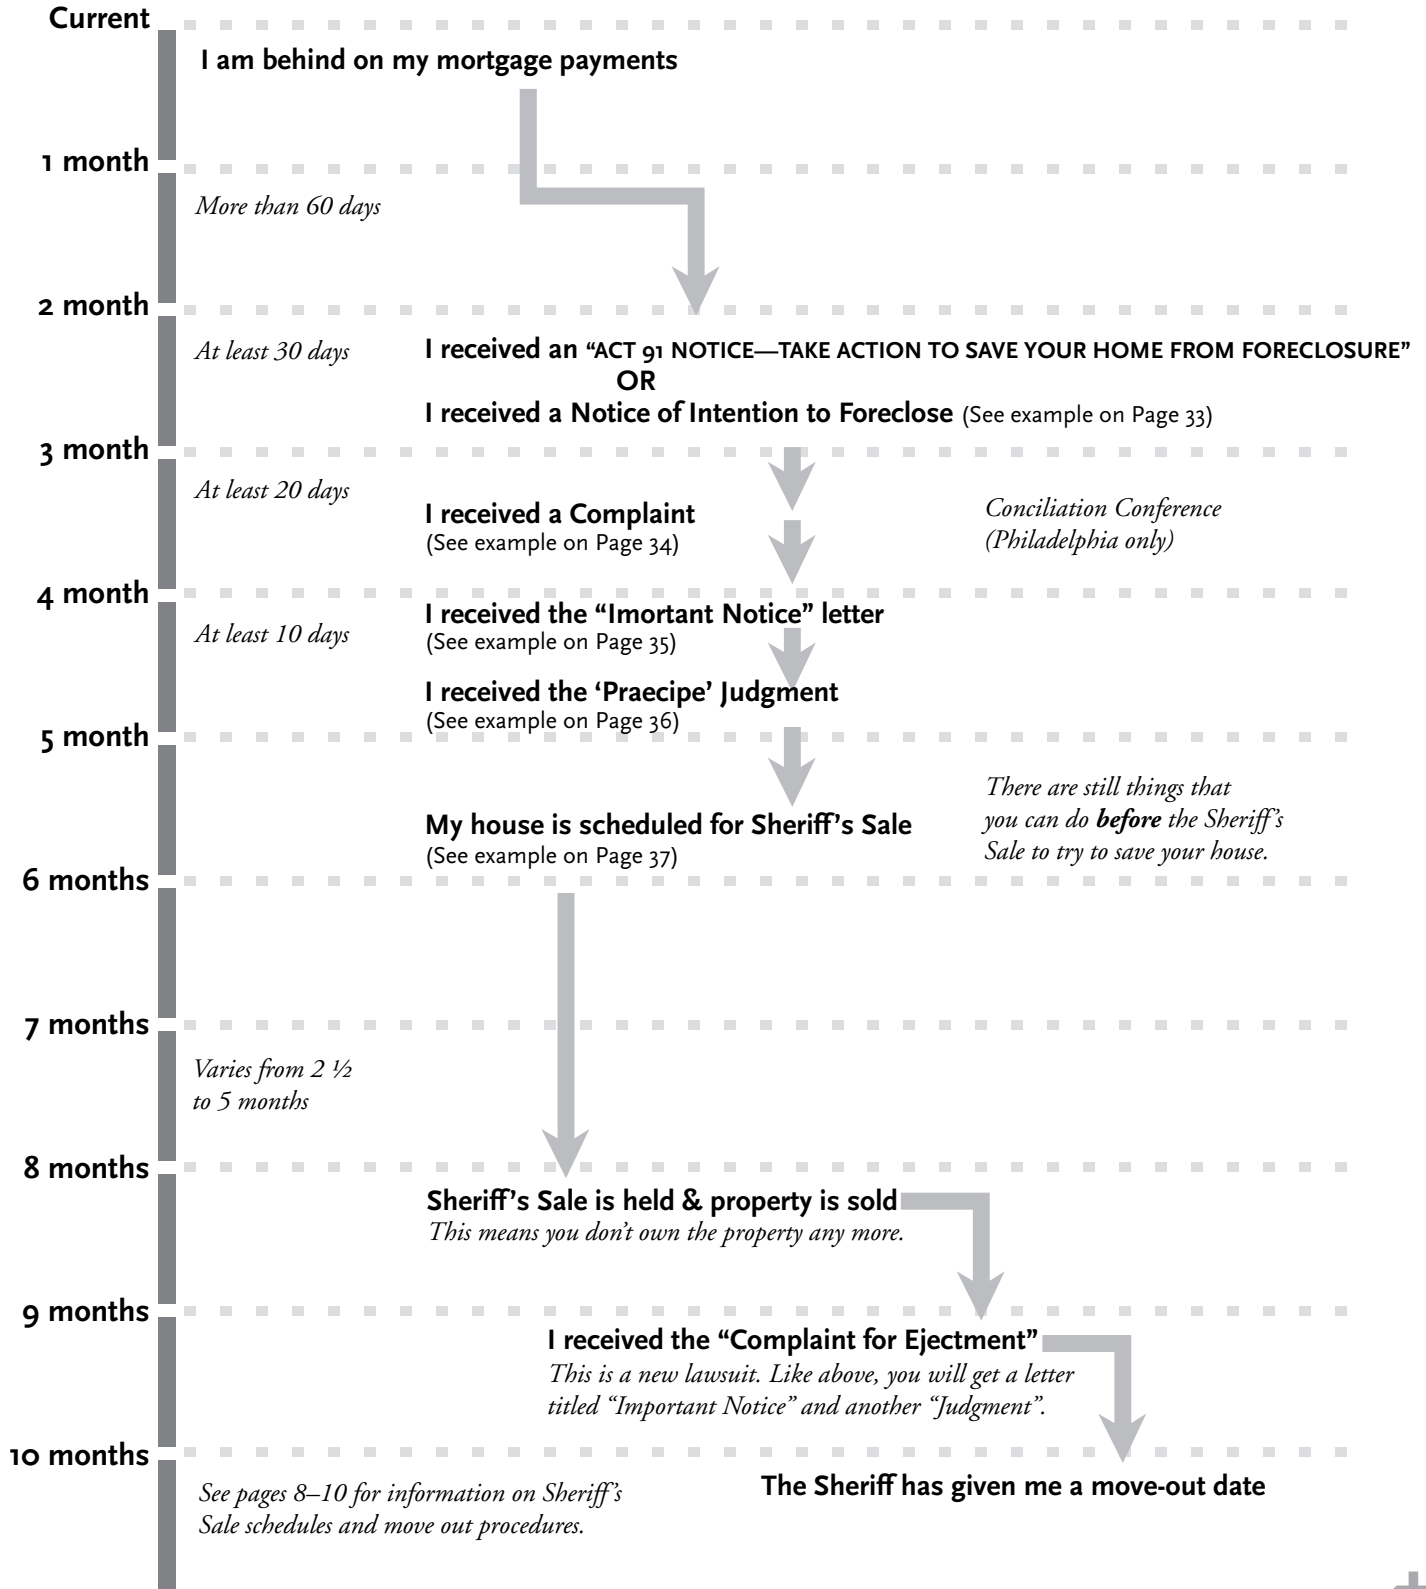 Current
I am behind on my mortgage payments
1 month
More than 60 days
2 month
At least 30 days
I received an “ACT 91 NOTICE—TAKE ACTION TO SAVE YOUR HOME FROM FORECLOSURE”
OR
I received a Notice of Intention to Foreclose (See example on Page 33)
3 month
At least 20 days
I received a Complaint
(See example on Page 34)
Conciliation Conference
(Philadelphia only)
4 month
I received the “Imortant Notice” letter
At least 10 days
(See example on Page 35)
I received the ‘Praecipe’ Judgment
(See example on Page 36)
5 month
There are still things that
you can do before the Sheriff’s
Sale to try to save your house.
My house is scheduled for Sheriff’s Sale
(See example on Page 37)
6 months
7 months
Varies from 2 ½
to 5 months
8 months
Sheriff’s Sale is held & property is sold
This means you don’t own the property any more.
9 months
I received the “Complaint for Ejectment”
This is a new lawsuit. Like above, you will get a letter
titled “Important Notice” and another “Judgment”.
10 months
The Sheriff has given me a move-out date
See pages 8–10 for information on Sheriff’s
Sale schedules and move out procedures.